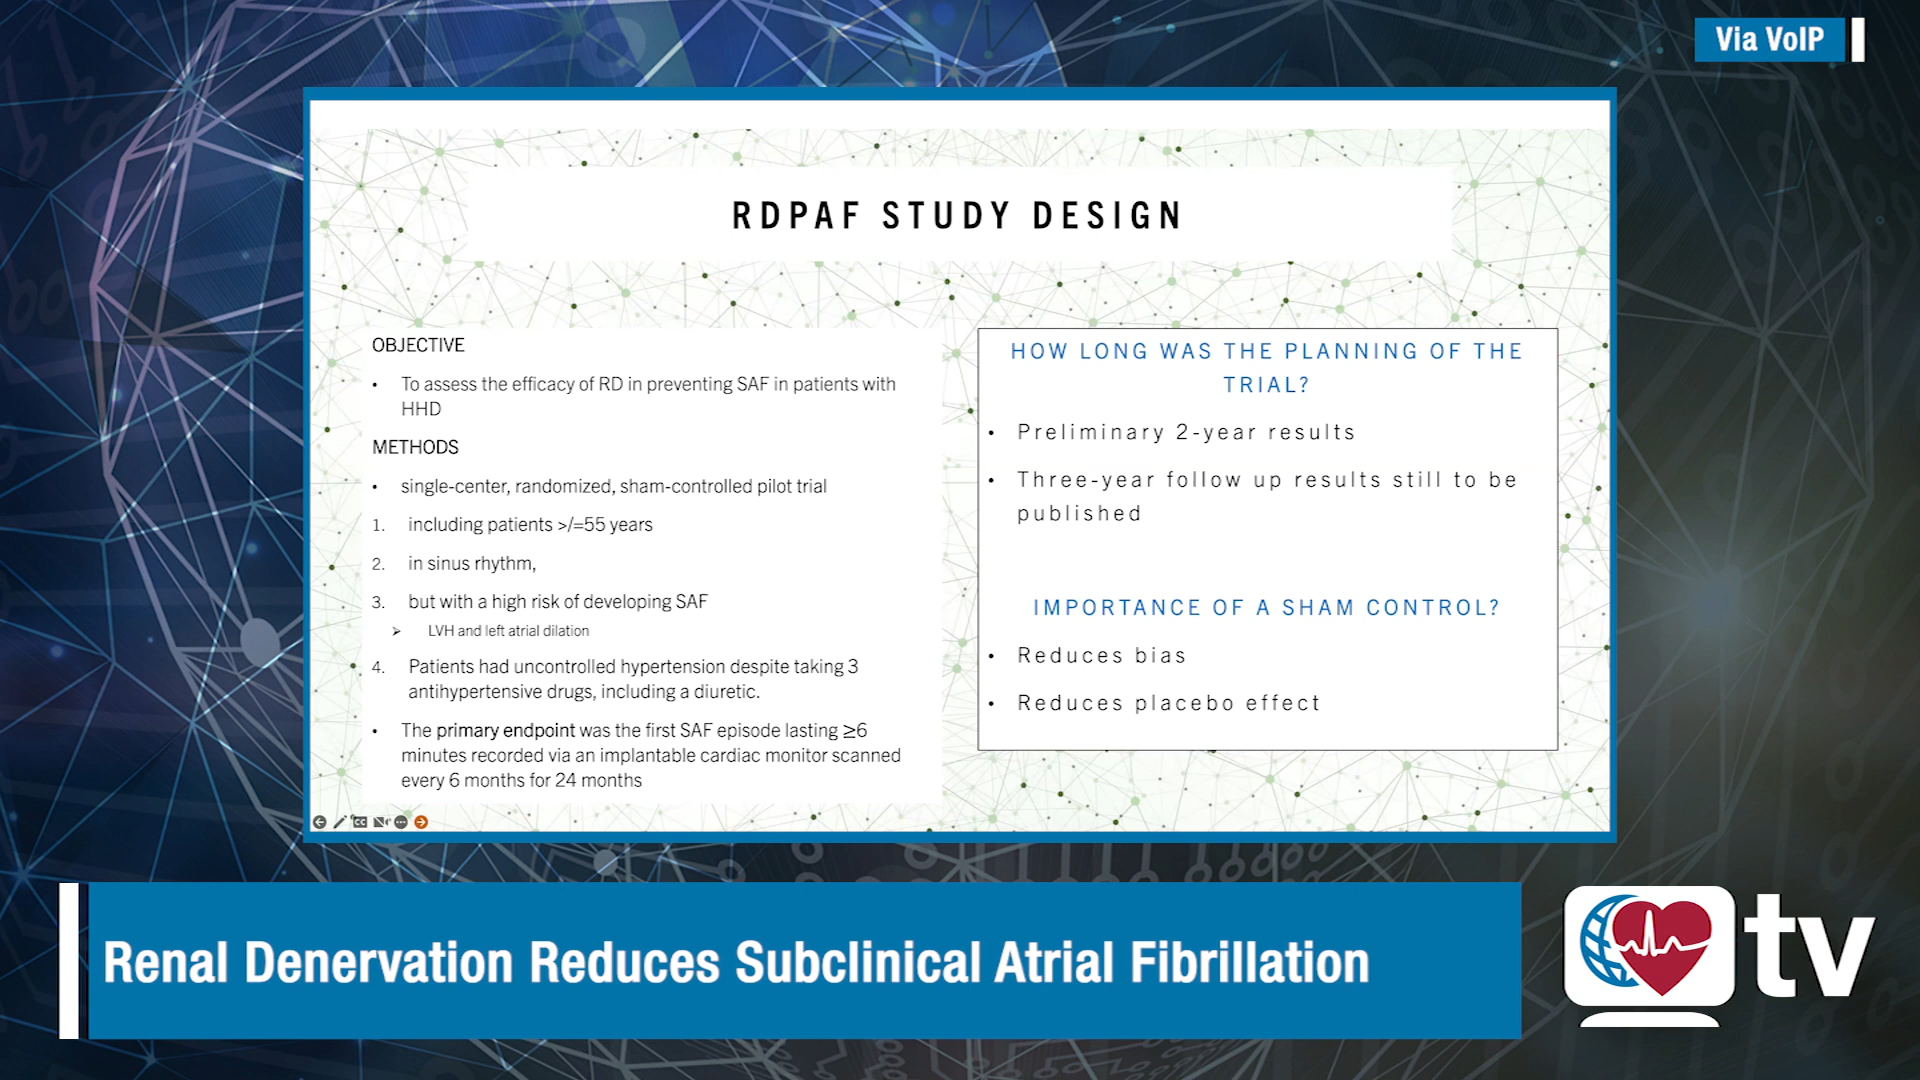 Via VoIP
RDPAF STUDY DESIGN
OBJECTIVE
• To assess the efficacy of RD in preventing SAF in patients with
HHD
METHODS
• single-center, randomized, sham-controlled pilot trial
1. including patients >/=55 years
2. in sinus rhythm,
3. but with a high risk of developing SAF
➢ LVH and left atrial dilation
4. Patients had uncontrolled hypertension despite taking 3
antihypertensive drugs, including a diuretic.
• The primary endpoint was the first SAF episode lasting ≥6
minutes recorded via an implantable cardiac monitor scanned
every 6 months for 24 months
HOW LONG WAS THE PLANNING OF THE
TRIAL?
• Preliminary 2-year results
• Three-year follow up results still to be
published
IMPORTANCE OF A SHAM CONTROL?
• Reduces bias
• Reduces placebo effect
CC
Renal Denervation Reduces Subclinical Atrial Fibrillation
tv